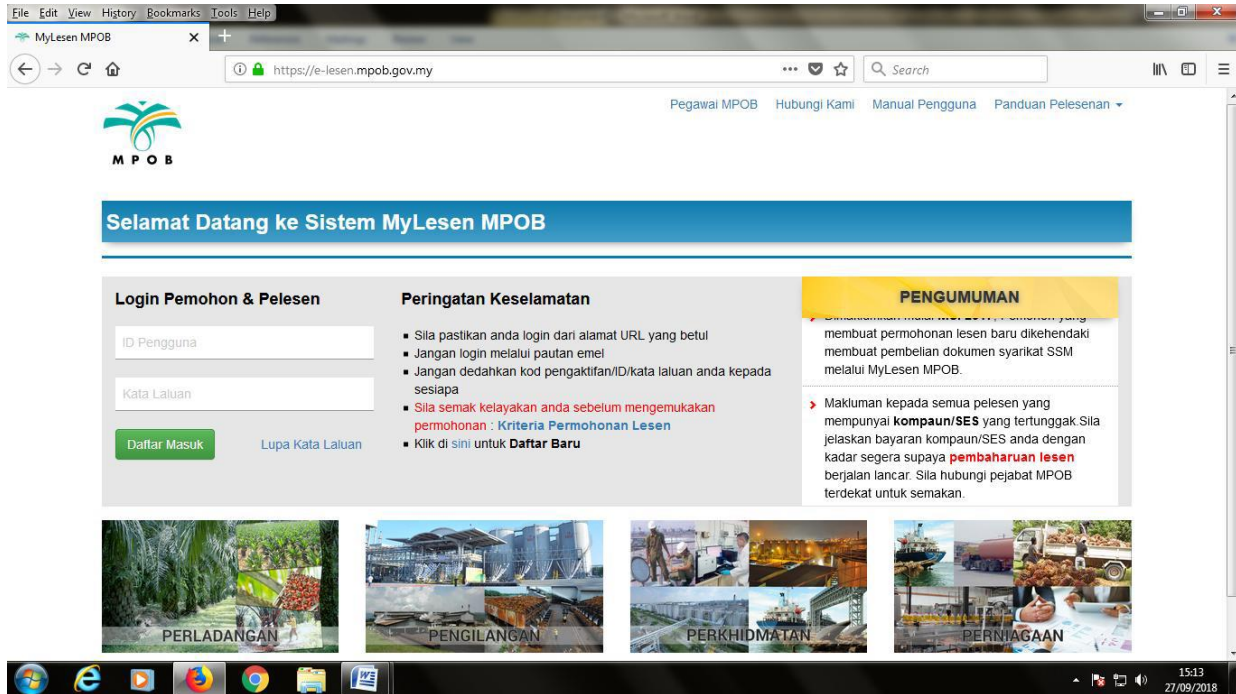 File Edit View History Bookmarks Tools Help
MyLesen MPOB
https://e-lesen.mpob.gov.my
Search
Pegawai MPOB Hubungi Kami Manual Pengguna Panduan Pelesenan
MPOB
Selamat Datang ke Sistem MyLesen MPOB
Login Pemohon & Pelesen
ID Pengguna
Kata Laluan
Daftar Masuk Lupa Kata Laluan
Peringatan Keselamatan
Sila pastikan anda login dari alamat URL yang betul
Jangan login melalui pautan emel
Jangan dedahkan kod pengaktifan/ID/kata laluan anda kepada
sesiapa
Sila semak kelayakan anda sebelum mengemukakan
permohonan : Kriteria Permohonan Lesen
Klik di sini untuk Daftar Baru
PENGUMUMAN
membuat permohonan lesen baru dikehendaki
membuat pembelian dokumen syarikat SSM
melalui MyLesen MPOB.
Makluman kepada semua pelesen yang
mempunyai kompaun/SES yang tertunggak.Sila
jelaskan bayaran kompaun/SES anda dengan
kadar segera supaya pembaharuan lesen
berjalan lancar. Sila hubungi pejabat MPOB
terdekat untuk semakan.
PERLADANGAN
PENGILANGAN
PERKHIDMATAN
PERNIAGAAN
15:13
27/09/2018